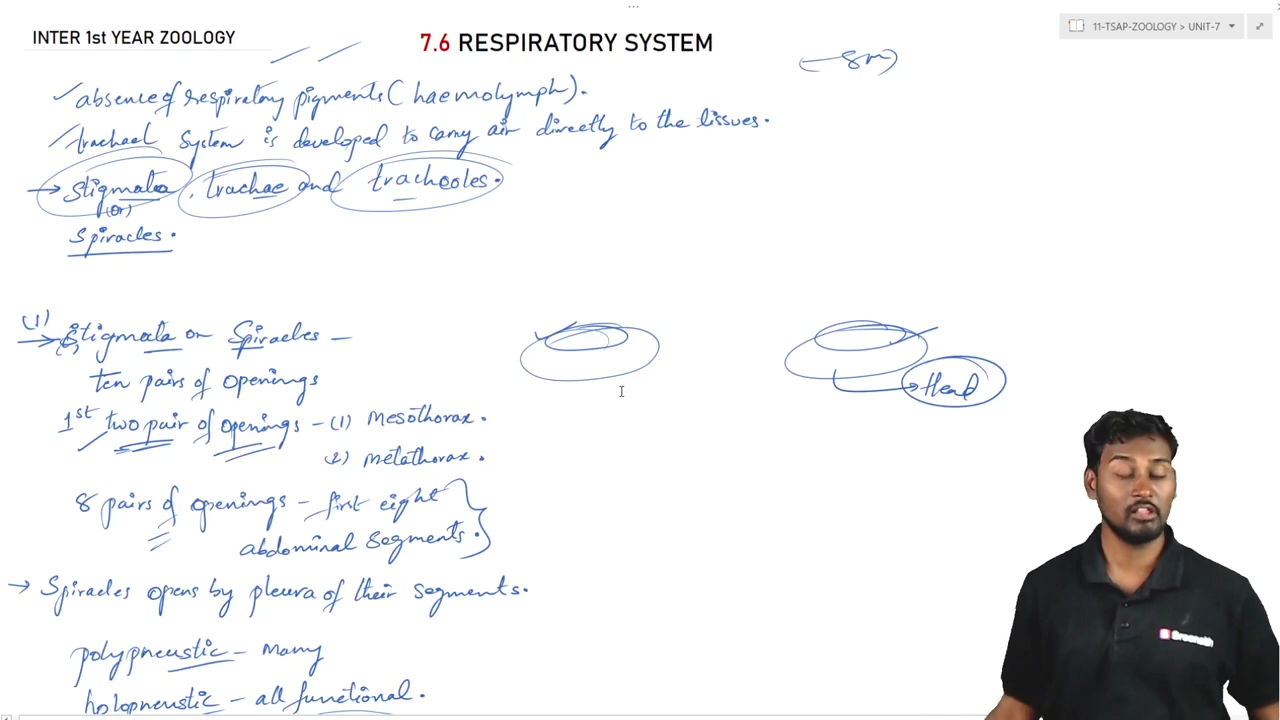 INTER 1st YEAR ZOOLOGY
7.6 RESPIRATORY SYSTEM
11-TSAP-ZOOLOGY > UNIT-7
absence of respiratory pigments (haemolymph).
trachael system is developed to carry air directly to the tissues.
→ Stigmata, trachae and trachooles.
(or)
Spiracles.
(1)
→ Stigmata or Spiracles –
ten pairs of openings
Head
1st two pair of openings – (1) Mesothorax.
2) Metathorax.
8 pairs of openings – first eight
abdominal segments.
→ Spiracles opens by pleura of their segments.
polypneustic – Many
holopneustic – all functional.